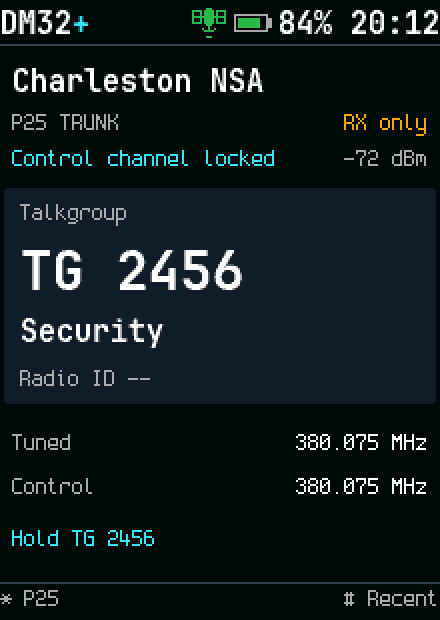 DM32+ 84% 20:12
Charleston NSA
P25 TRUNK RX only
Control channel locked -72 dBm
Talkgroup
TG 2456
Security
Radio ID --
Tuned 380.075 MHz
Control 380.075 MHz
Hold TG 2456
* P25 # Recent